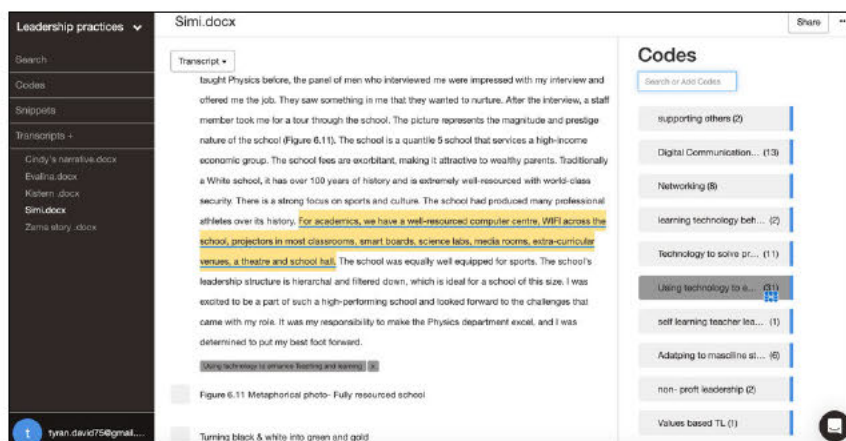 Leadership practices
Search
Codes
Snippets
Transcripts +
Cindy's narrative.docx
Evalina.docx
Kistern .docx
Simi.docx
Zama story .docx
t tyran.david75@gmail....
Simi.docx
Share
Transcript
taught Physics before, the panel of men who interviewed me were impressed with my interview and
offered me the job. They saw something in me that they wanted to nurture. After the interview, a staff
member took me for a tour through the school. The picture represents the magnitude and prestige
nature of the school (Figure 6.11). The school is a quantile 5 school that services a high-income
economic group. The school fees are exorbitant, making it attractive to wealthy parents. Traditionally
a White school, it has over 100 years of history and is extremely well-resourced with world-class
security. There is a strong focus on sports and culture. The school had produced many professional
athletes over its history. For academics, we have a well-resourced computer centre, WIFI across the
school, projectors in most classrooms, smart boards, science labs, media rooms, extra-curricular
venues, a theatre and school hall. The school was equally well equipped for sports. The school's
leadership structure is hierarchal and filtered down, which is ideal for a school of this size. I was
excited to be a part of such a high-performing school and looked forward to the challenges that
came with my role. It was my responsibility to make the Physics department excel, and I was
determined to put my best foot forward.
Using technology to enhance Teaching and learning x
Figure 6.11 Metaphorical photo- Fully resourced school
Turning black & white into green and gold
Codes
Search or Add Codes
supporting others (2)
Digital Communication... (13)
Networking (8)
learning technology beh... (2)
Technology to solve pr... (11)
Using technology to e... (31)
self learning teacher lea... (1)
Adatping to masciline st... (6)
non- proft leadership (2)
Values based TL (1)